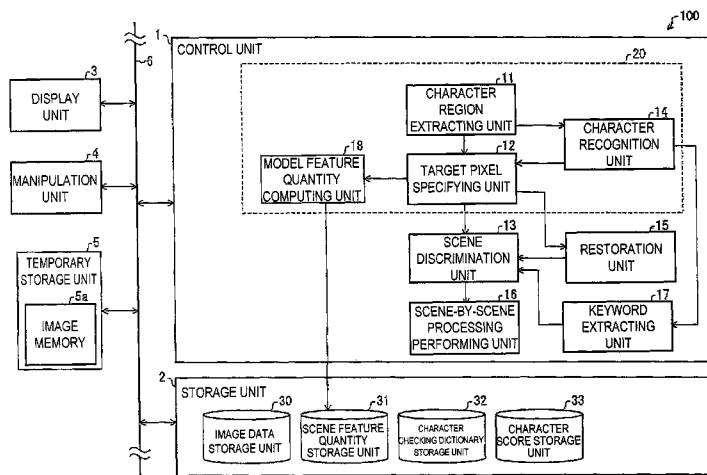 100
1
CONTROL UNIT
6
20
3
DISPLAY
UNIT
11
CHARACTER
REGION
EXTRACTING UNIT
14
CHARACTER
RECOGNITION
UNIT
18
MODEL FEATURE
QUANTITY
COMPUTING UNIT
12
TARGET PIXEL
SPECIFYING UNIT
4
MANIPULATION
UNIT
13
SCENE
DISCRIMINATION
UNIT
15
RESTORATION
UNIT
5
TEMPORARY
STORAGE UNIT
5a
IMAGE
MEMORY
16
SCENE-BY-SCENE
PROCESSING
PERFORMING UNIT
17
KEYWORD
EXTRACTING
UNIT
2
STORAGE UNIT
30
IMAGE DATA
STORAGE UNIT
31
SCENE FEATURE
QUANTITY
STORAGE UNIT
32
CHARACTER
CHECKING DICTIONARY
STORAGE UNIT
33
CHARACTER
SCORE STORAGE
UNIT